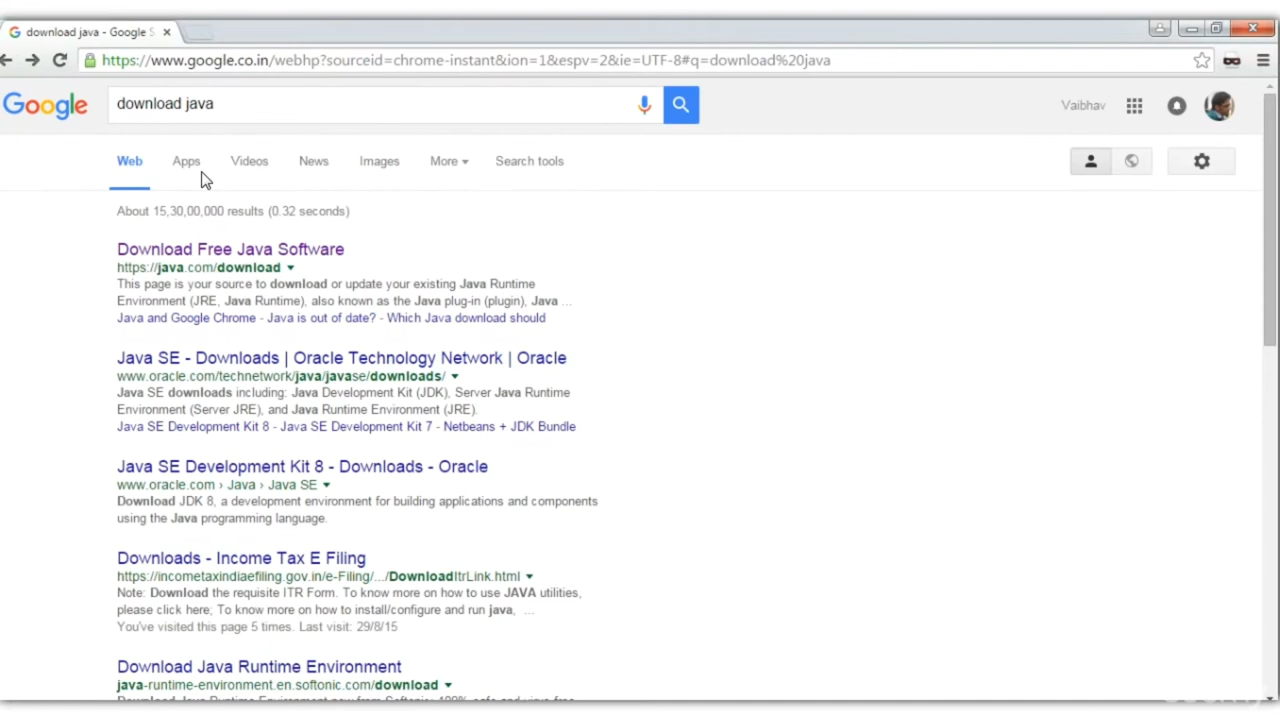 download java - Google S
https://www.google.co.in/webhp?sourceid=chrome-instant&ion=1&espv=2&ie=UTF-8#q=download%20java
Google
download java
Vaibhav
Web Apps Videos News Images More Search tools
About 15,30,00,000 results (0.32 seconds)
Download Free Java Software
https://java.com/download
This page is your source to download or update your existing Java Runtime
Environment (JRE, Java Runtime), also known as the Java plug-in (plugin), Java ...
Java and Google Chrome - Java is out of date? - Which Java download should
Java SE - Downloads | Oracle Technology Network | Oracle
www.oracle.com/technetwork/java/javase/downloads/
Java SE downloads including: Java Development Kit (JDK), Server Java Runtime
Environment (Server JRE), and Java Runtime Environment (JRE).
Java SE Development Kit 8 - Java SE Development Kit 7 - Netbeans + JDK Bundle
Java SE Development Kit 8 - Downloads - Oracle
www.oracle.com › Java › Java SE
Download JDK 8, a development environment for building applications and components
using the Java programming language.
Downloads - Income Tax E Filing
https://incometaxindiaefiling.gov.in/e-Filing/.../DownloadItrLink.html
Note: Download the requisite ITR Form. To know more on how to use JAVA utilities,
please click here; To know more on how to install/configure and run java, ...
You've visited this page 5 times. Last visit: 29/8/15
Download Java Runtime Environment
java-runtime-environment.en.softonic.com/download